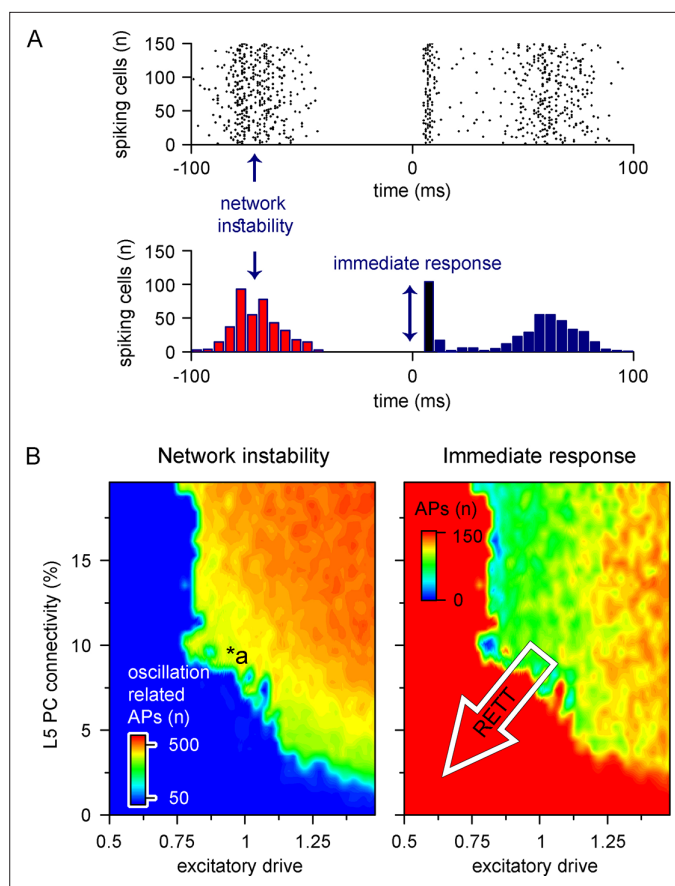 A
spiking cells (n)
150
100
50
0
-100
0
100
time (ms)
network
instability
immediate response
spiking cells (n)
150
100
50
0
-100
0
100
time (ms)
B
Network instability
Immediate response
L5 PC connectivity (%)
15
10
5
0
*a
oscillation
related
APs (n)
500
50
0.5
0.75
1
1.25
excitatory drive
APs (n)
150
0
RETT
0.5
0.75
1
1.25
excitatory drive